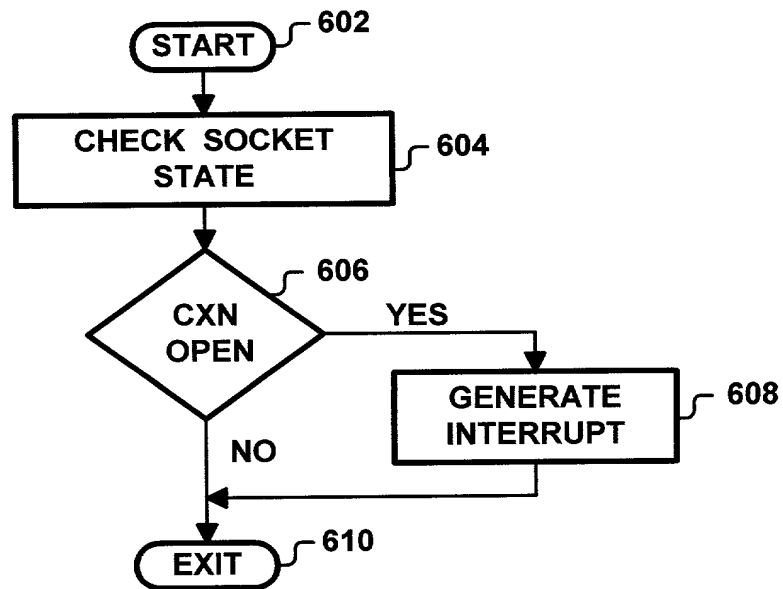 START
602
CHECK SOCKET
STATE
604
606
CXN
OPEN
YES
GENERATE
INTERRUPT
608
NO
EXIT
610